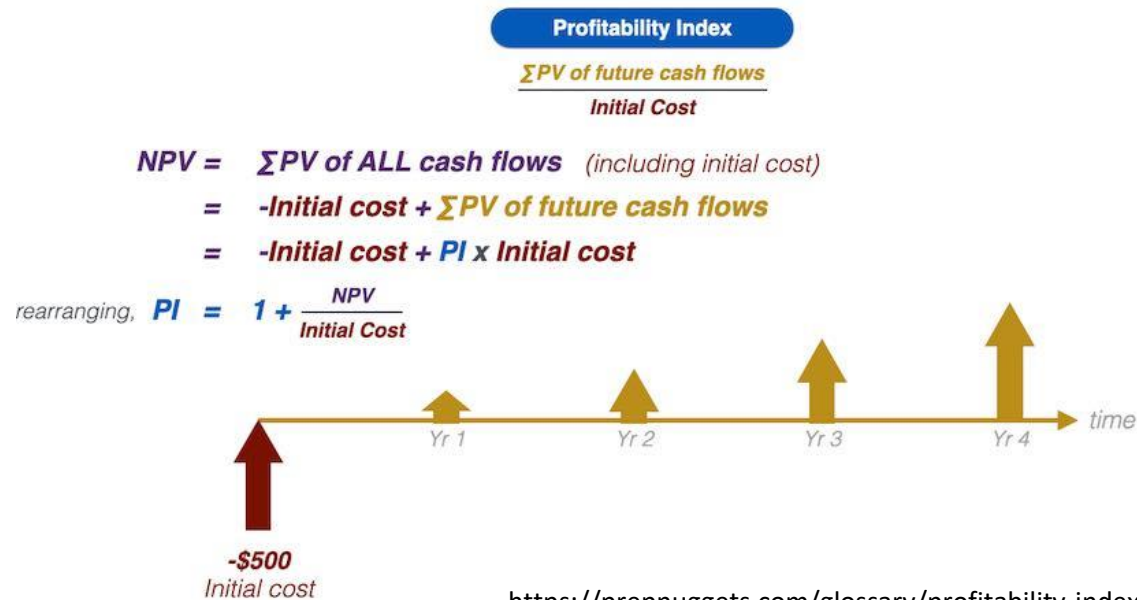 Profitability Index
∑PV of future cash flows
Initial Cost
NPV = ∑PV of ALL cash flows (including initial cost)
= -Initial cost + ∑PV of future cash flows
= -Initial cost + PI x Initial cost
rearranging, PI = 1 + NPV
Initial Cost
time
Yr 1 Yr 2 Yr 3 Yr 4
-$500
Initial cost